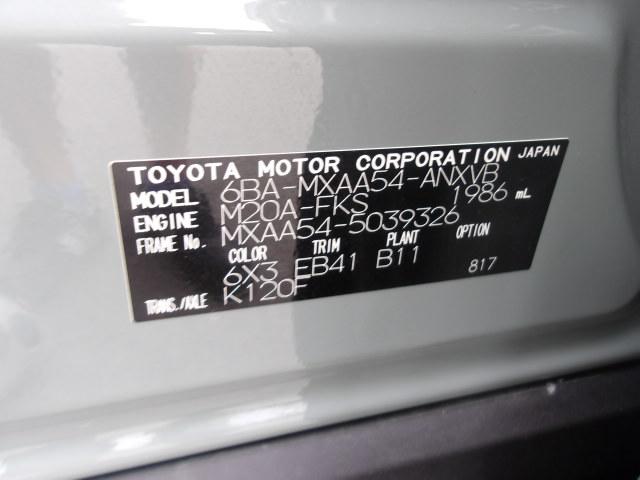 TOYOTA MOTOR CORPORATION JAPAN
MODEL 6BA-MXAA54-ANXVB
ENGINE M20A-FKS 1986 mL
FRAME No. MXAA54-5039326
COLOR TRIM PLANT OPTION
6X3 EB41 B11 817
TRANS./AXLE K120F